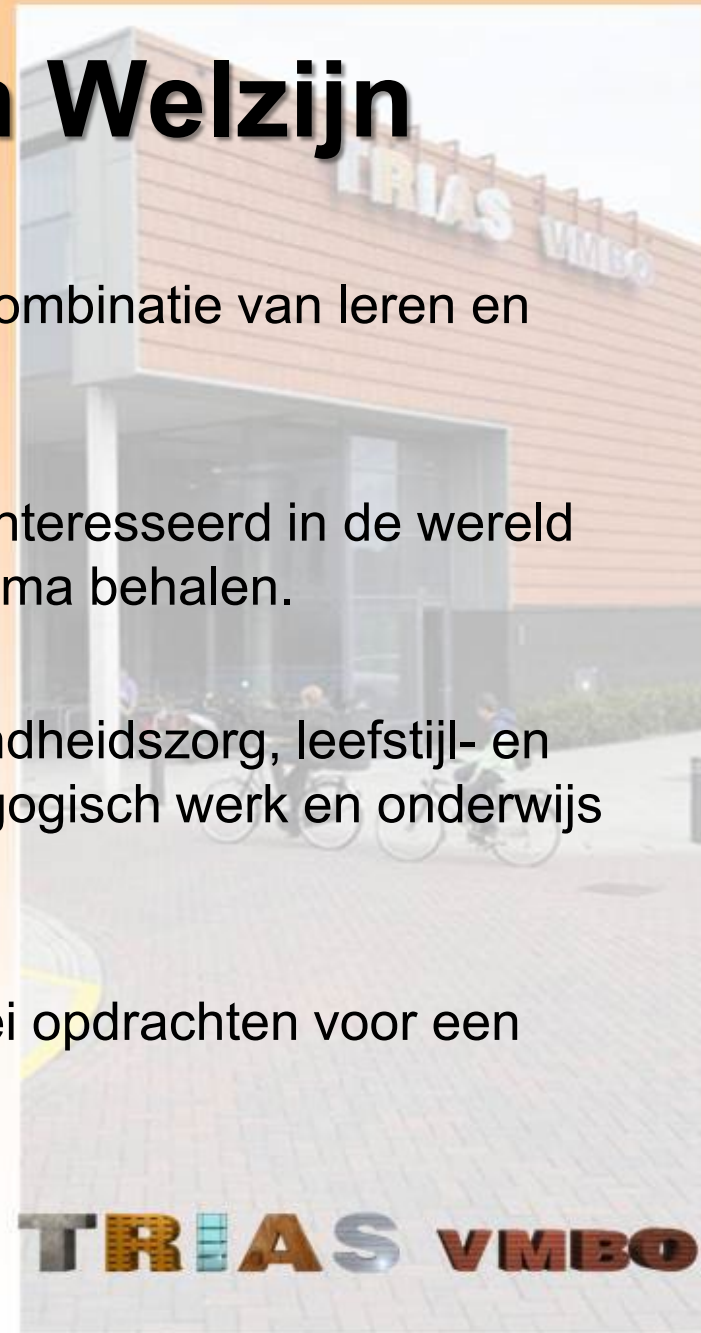 n Welzijn
TRIAS VMBO
ombinatie van leren en
nteresseerd in de wereld
ma behalen.
dheidszorg, leefstijl- en
gogisch werk en onderwijs
ei opdrachten voor een
TRIAS VMBO